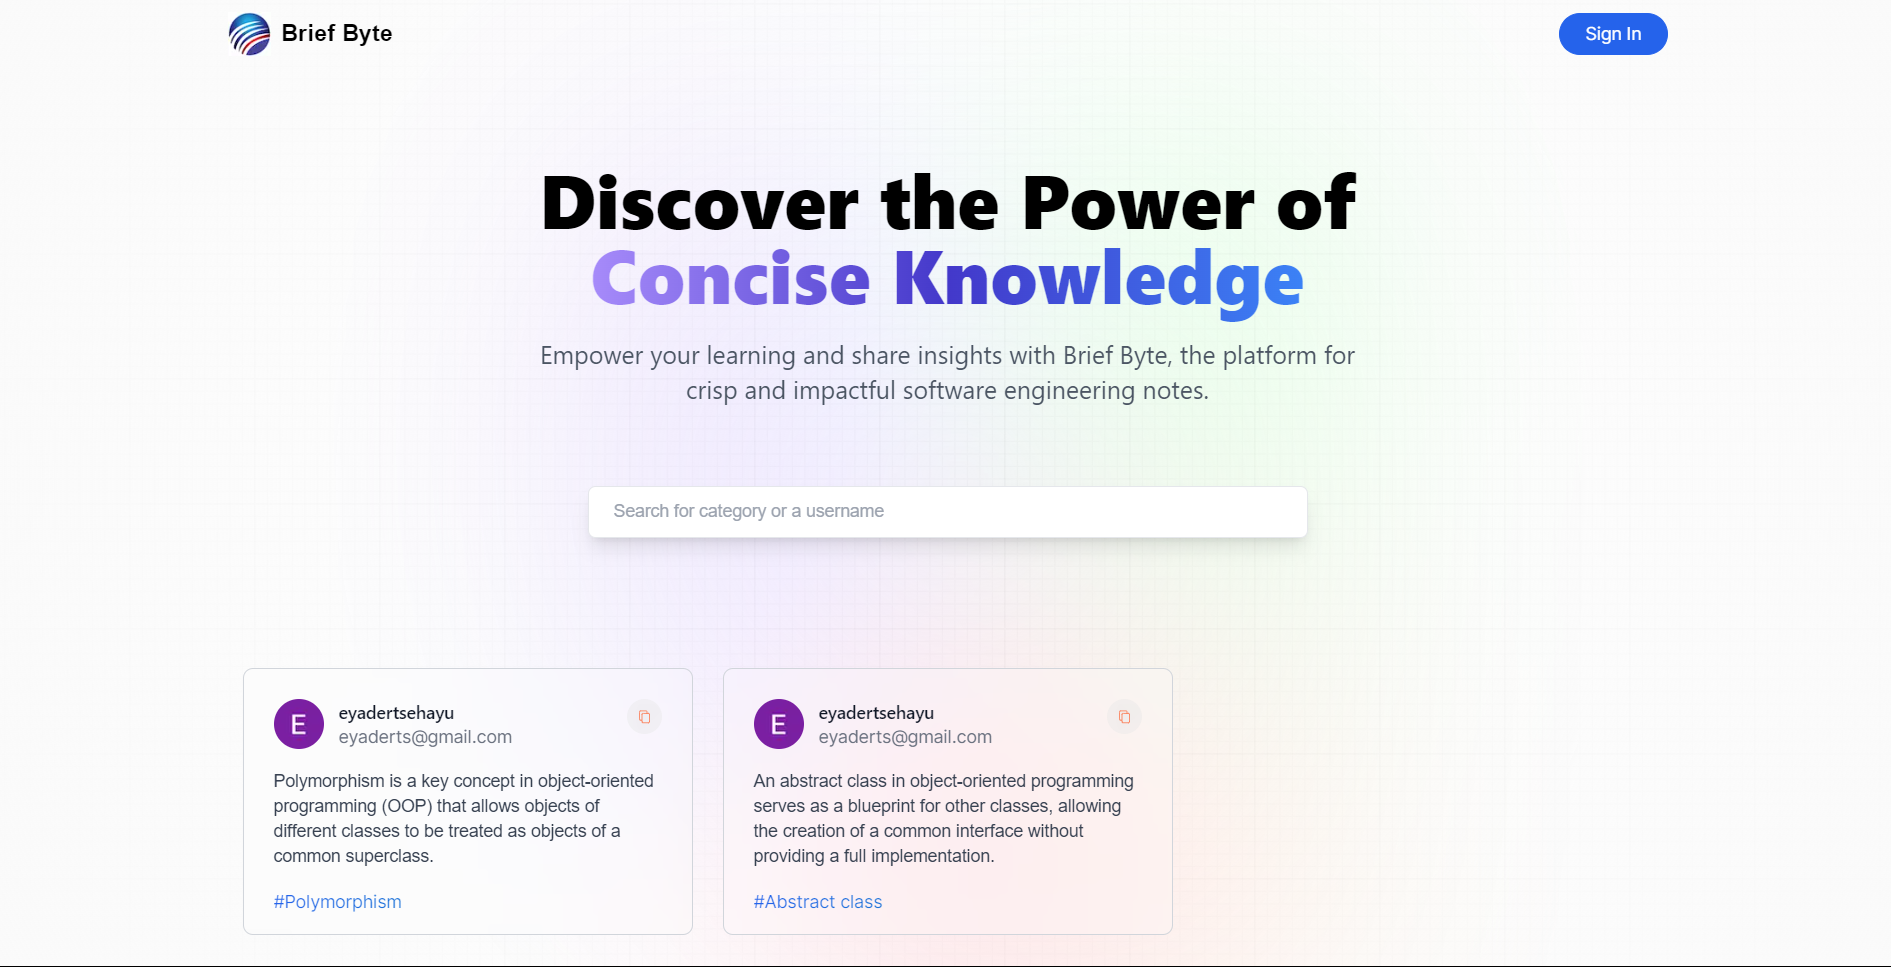 Brief Byte
Sign In
Discover the Power of
Concise Knowledge
Empower your learning and share insights with Brief Byte, the platform for
crisp and impactful software engineering notes.
Search for category or a username
E
eyadertsehayu
eyaderts@gmail.com
Polymorphism is a key concept in object-oriented
programming (OOP) that allows objects of
different classes to be treated as objects of a
common superclass.
#Polymorphism
E
eyadertsehayu
eyaderts@gmail.com
An abstract class in object-oriented programming
serves as a blueprint for other classes, allowing
the creation of a common interface without
providing a full implementation.
#Abstract class